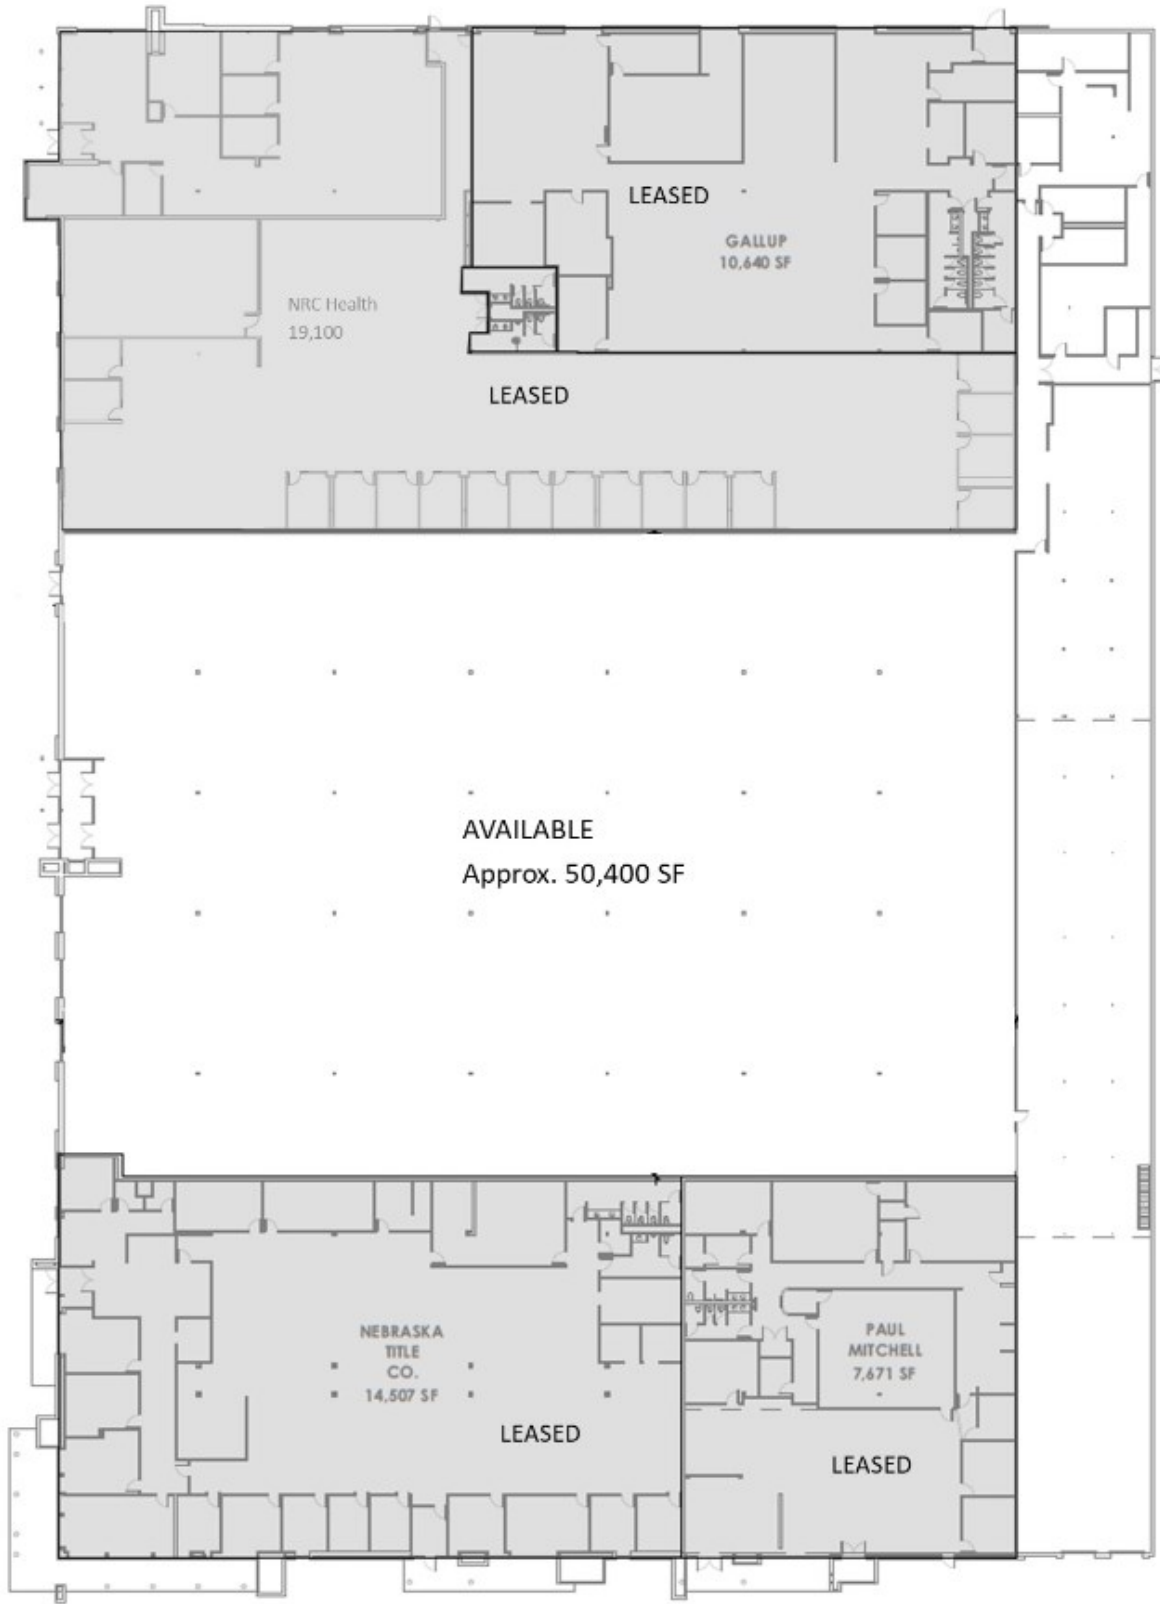 LEASED
GALLUP
10,640 SF
NRC Health
19,100
LEASED
AVAILABLE
Approx. 50,400 SF
NEBRASKA
TITLE
CO.
14,507 SF
LEASED
PAUL
MITCHELL
7,671 SF
LEASED